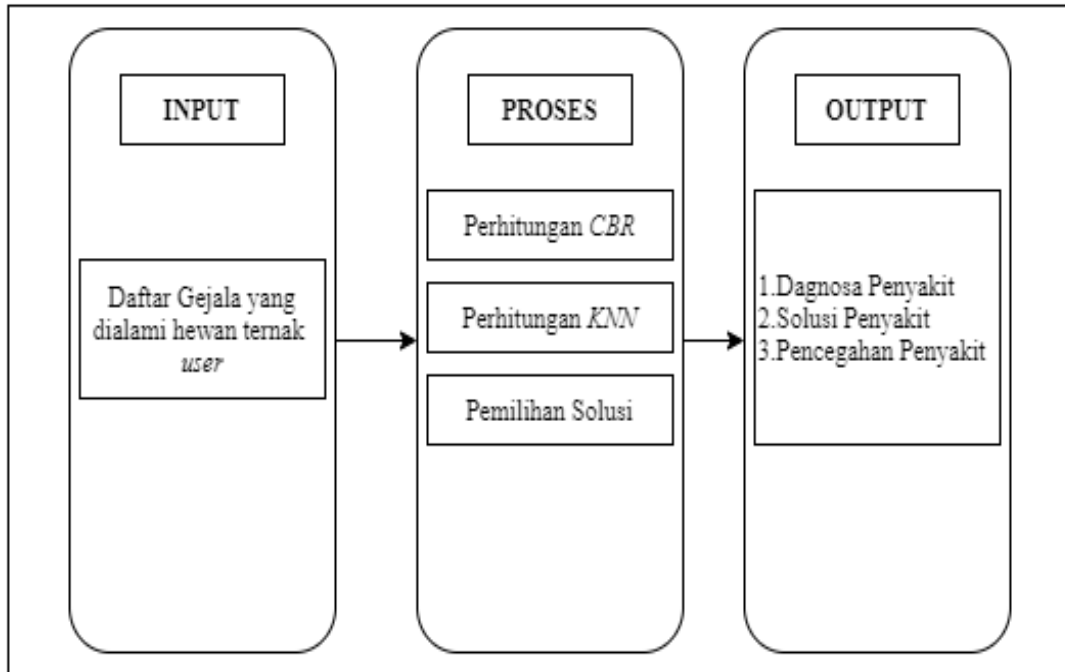 INPUT
Daftar Gejala yang
dialami hewan ternak
user
PROSES
Perhitungan CBR
Perhitungan KNN
Pemilihan Solusi
OUTPUT
1.Dagnosa Penyakit
2.Solusi Penyakit
3.Pencegahan Penyakit